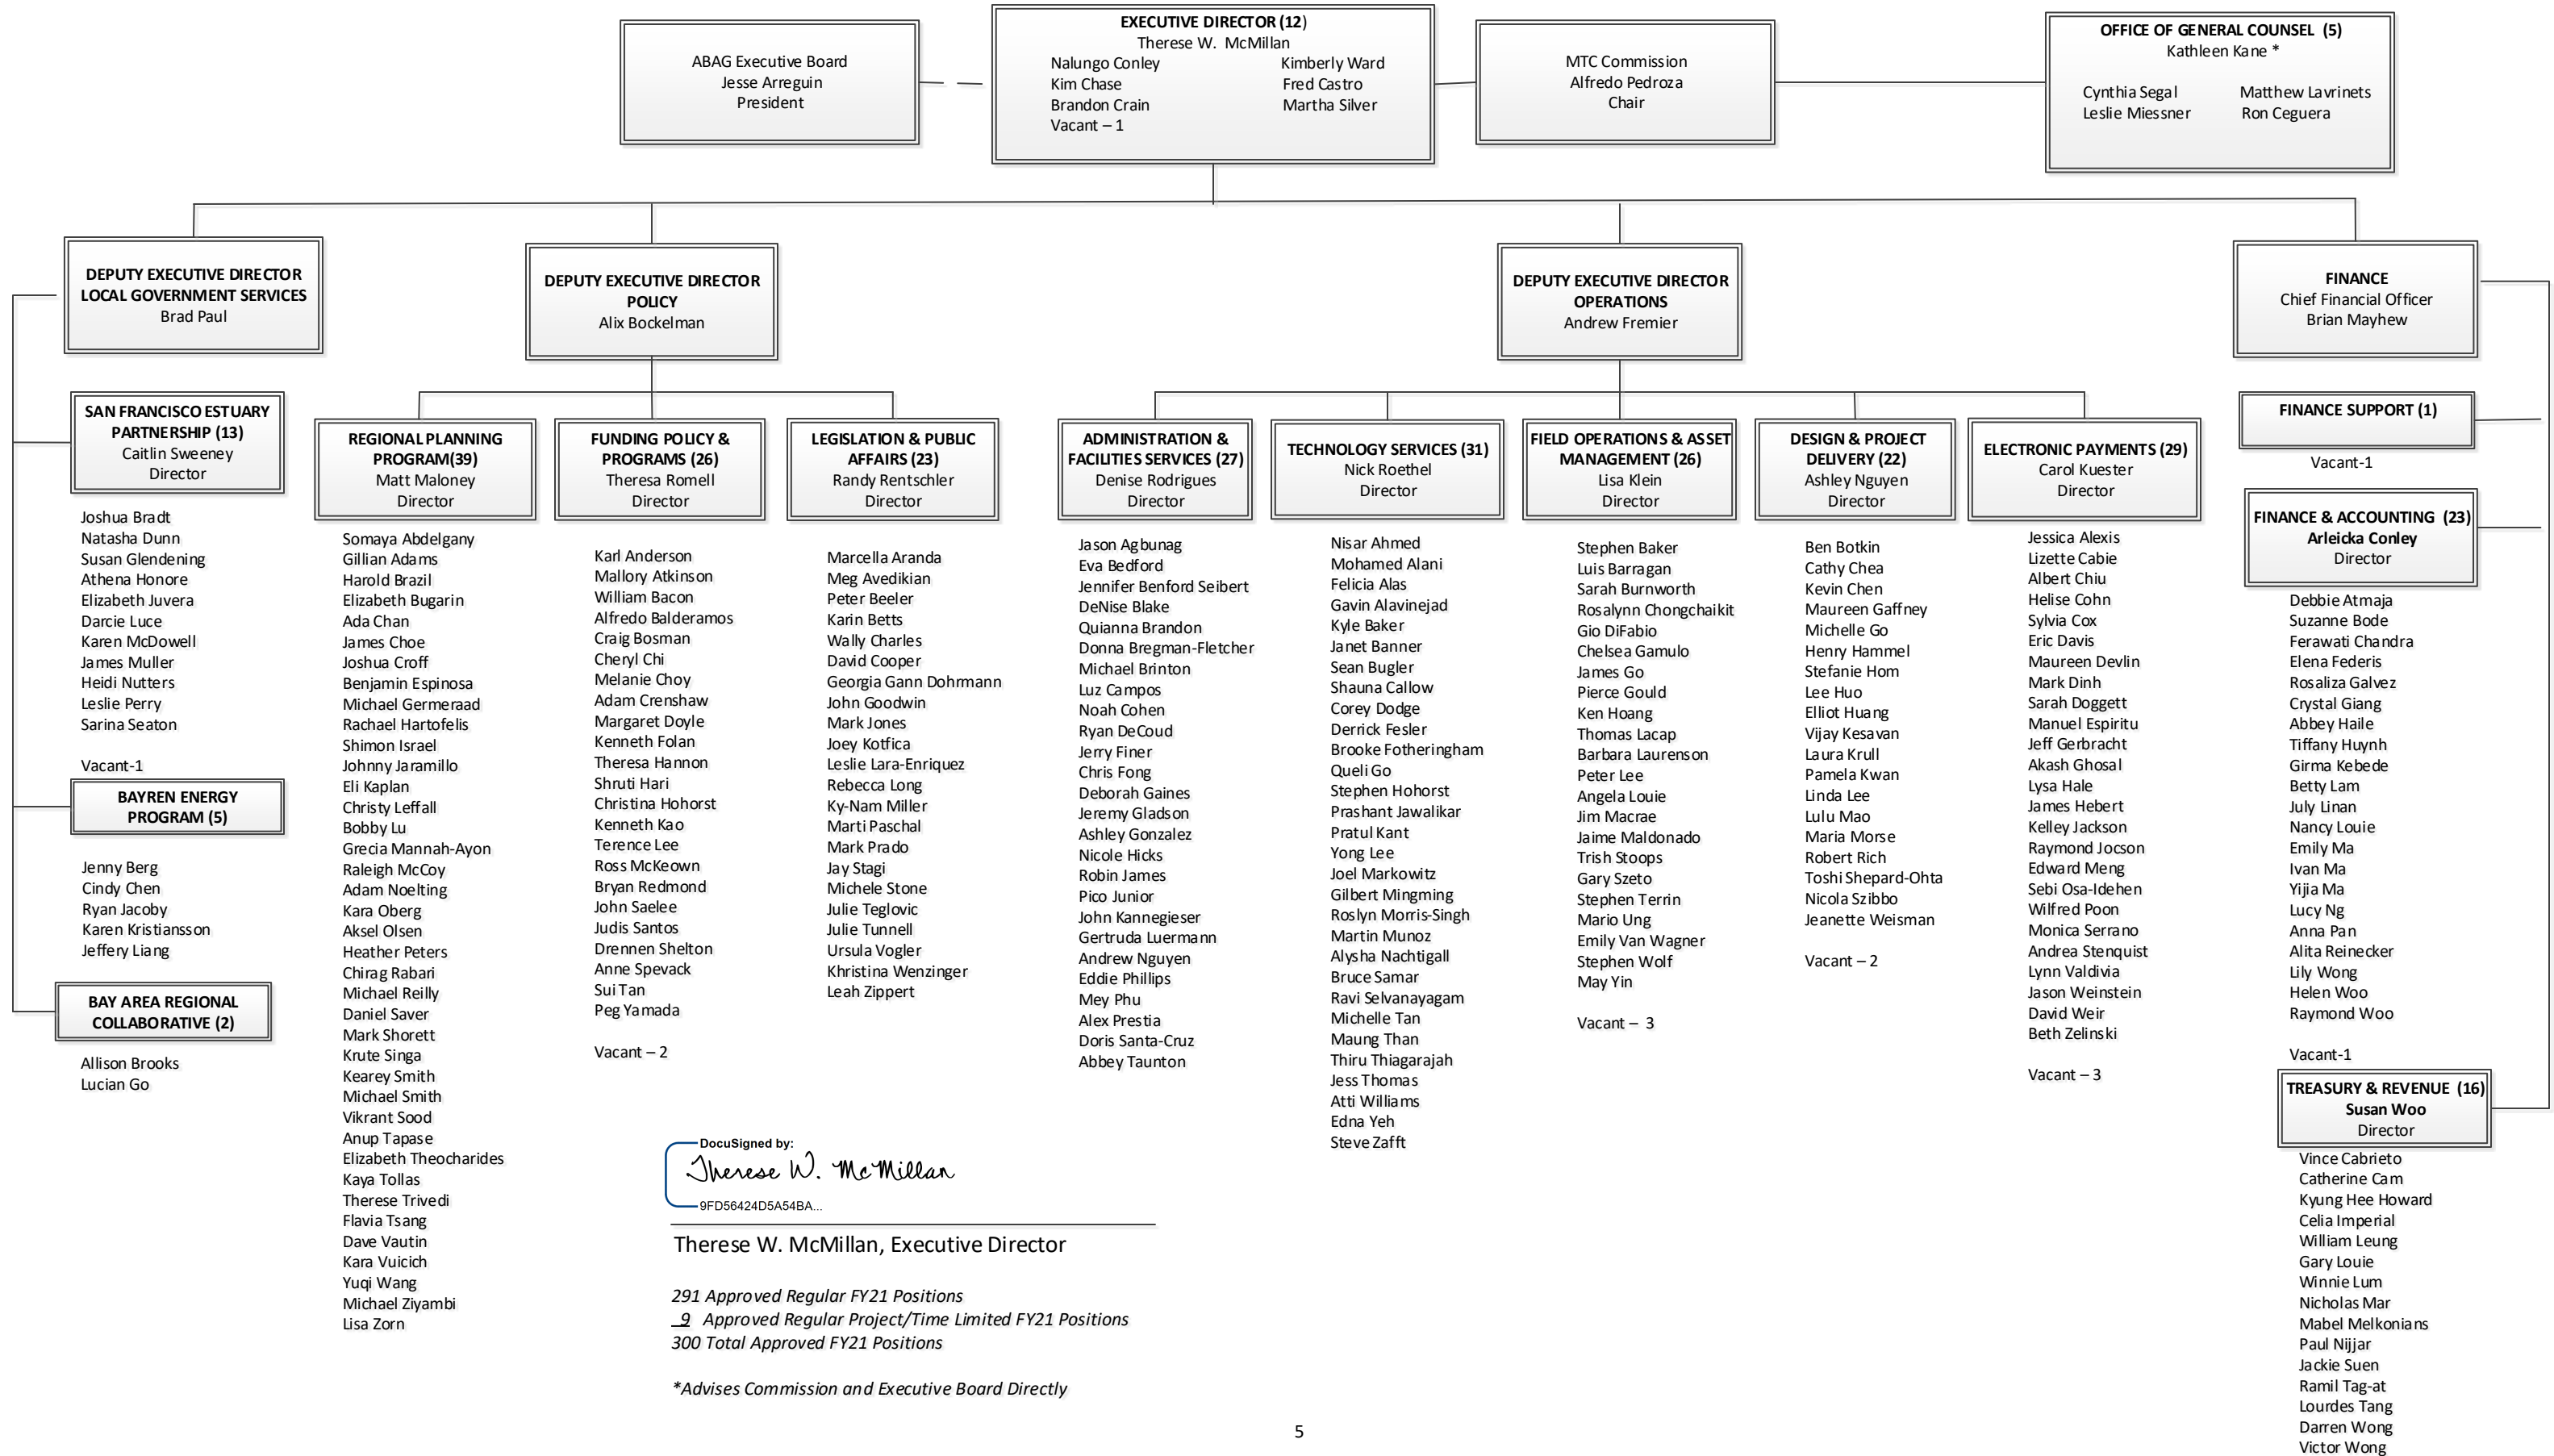 ABAG Executive Board
Jesse Arreguin
President
EXECUTIVE DIRECTOR (12)
Therese W. McMillan
Nalungo Conley
Kim Chase
Brandon Crain
Vacant – 1
Kimberly Ward
Fred Castro
Martha Silver
MTC Commission
Alfredo Pedroza
Chair
OFFICE OF GENERAL COUNSEL (5)
Kathleen Kane *
Cynthia Segal
Leslie Miessner
Matthew Lavrinets
Ron Ceguera
DEPUTY EXECUTIVE DIRECTOR
LOCAL GOVERNMENT SERVICES
Brad Paul
DEPUTY EXECUTIVE DIRECTOR
POLICY
Alix Bockelman
DEPUTY EXECUTIVE DIRECTOR
OPERATIONS
Andrew Fremier
FINANCE
Chief Financial Officer
Brian Mayhew
SAN FRANCISCO ESTUARY
PARTNERSHIP (13)
Caitlin Sweeney
Director
Joshua Bradt
Natasha Dunn
Susan Glendening
Athena Honore
Elizabeth Juvera
Darcie Luce
Karen McDowell
James Muller
Heidi Nutters
Leslie Perry
Sarina Seaton
Vacant-1
BAYREN ENERGY
PROGRAM (5)
Jenny Berg
Cindy Chen
Ryan Jacoby
Karen Kristiansson
Jeffery Liang
BAY AREA REGIONAL
COLLABORATIVE (2)
Allison Brooks
Lucian Go
REGIONAL PLANNING
PROGRAM(39)
Matt Maloney
Director
Somaya Abdelgany
Gillian Adams
Harold Brazil
Elizabeth Bugarin
Ada Chan
James Choe
Joshua Croff
Benjamin Espinosa
Michael Germeraad
Rachael Hartofelis
Shimon Israel
Johnny Jaramillo
Eli Kaplan
Christy Leffall
Bobby Lu
Grecia Mannah-Ayon
Raleigh McCoy
Adam Noelting
Kara Oberg
Aksel Olsen
Heather Peters
Chirag Rabari
Michael Reilly
Daniel Saver
Mark Shorett
Krute Singa
Kearey Smith
Michael Smith
Vikrant Sood
Anup Tapase
Elizabeth Theocharides
Kaya Tollas
Therese Trivedi
Flavia Tsang
Dave Vautin
Kara Vuicich
Yuqi Wang
Michael Ziyambi
Lisa Zorn
FUNDING POLICY &
PROGRAMS (26)
Theresa Romell
Director
Karl Anderson
Mallory Atkinson
William Bacon
Alfredo Balderamos
Craig Bosman
Cheryl Chi
Melanie Choy
Adam Crenshaw
Margaret Doyle
Kenneth Folan
Theresa Hannon
Shruti Hari
Christina Hohorst
Kenneth Kao
Terence Lee
Ross McKeown
Bryan Redmond
John Saelee
Judis Santos
Drennen Shelton
Anne Spevack
Sui Tan
Peg Yamada
Vacant – 2
LEGISLATION & PUBLIC
AFFAIRS (23)
Randy Rentschler
Director
Marcella Aranda
Meg Avedikian
Peter Beeler
Karin Betts
Wally Charles
David Cooper
Georgia Gann Dohrmann
John Goodwin
Mark Jones
Joey Kotfica
Leslie Lara-Enriquez
Rebecca Long
Ky-Nam Miller
Marti Paschal
Mark Prado
Jay Stagi
Michele Stone
Julie Teglovic
Julie Tunnell
Ursula Vogler
Khristina Wenzinger
Leah Zippert
ADMINISTRATION &
FACILITIES SERVICES (27)
Denise Rodrigues
Director
Jason Agbunag
Eva Bedford
Jennifer Benford Seibert
DeNise Blake
Quianna Brandon
Donna Bregman-Fletcher
Michael Brinton
Luz Campos
Noah Cohen
Ryan DeCoud
Jerry Finer
Chris Fong
Deborah Gaines
Jeremy Gladson
Ashley Gonzalez
Nicole Hicks
Robin James
Pico Junior
John Kannegieser
Gertruda Luermann
Andrew Nguyen
Eddie Phillips
Mey Phu
Alex Prestia
Doris Santa-Cruz
Abbey Taunton
TECHNOLOGY SERVICES (31)
Nick Roethel
Director
Nisar Ahmed
Mohamed Alani
Felicia Alas
Gavin Alavinejad
Kyle Baker
Janet Banner
Sean Bugler
Shauna Callow
Corey Dodge
Derrick Fesler
Brooke Fotheringham
Queli Go
Stephen Hohorst
Prashant Jawalikar
Pratul Kant
Yong Lee
Joel Markowitz
Gilbert Mingming
Roslyn Morris-Singh
Martin Munoz
Alysha Nachtigall
Bruce Samar
Ravi Selvanayagam
Michelle Tan
Maung Than
Thiru Thiagarajah
Jess Thomas
Atti Williams
Edna Yeh
Steve Zafft
FIELD OPERATIONS & ASSET
MANAGEMENT (26)
Lisa Klein
Director
Stephen Baker
Luis Barragan
Sarah Burnworth
Rosalynn Chongchaikit
Gio DiFabio
Chelsea Gamulo
James Go
Pierce Gould
Ken Hoang
Thomas Lacap
Barbara Laurenson
Peter Lee
Angela Louie
Jim Macrae
Jaime Maldonado
Trish Stoops
Gary Szeto
Stephen Terrin
Mario Ung
Emily Van Wagner
Stephen Wolf
May Yin
Vacant – 3
DESIGN & PROJECT
DELIVERY (22)
Ashley Nguyen
Director
Ben Botkin
Cathy Chea
Kevin Chen
Maureen Gaffney
Michelle Go
Henry Hammel
Stefanie Hom
Lee Huo
Elliot Huang
Vijay Kesavan
Laura Krull
Pamela Kwan
Linda Lee
Lulu Mao
Maria Morse
Robert Rich
Toshi Shepard-Ohta
Nicola Szibbo
Jeanette Weisman
Vacant – 2
ELECTRONIC PAYMENTS (29)
Carol Kuester
Director
Jessica Alexis
Lizette Cabie
Albert Chiu
Helise Cohn
Sylvia Cox
Eric Davis
Maureen Devlin
Mark Dinh
Sarah Doggett
Manuel Espiritu
Jeff Gerbracht
Akash Ghosal
Lysa Hale
James Hebert
Kelley Jackson
Raymond Jocson
Edward Meng
Sebi Osa-Idehen
Wilfred Poon
Monica Serrano
Andrea Stenquist
Lynn Valdivia
Jason Weinstein
David Weir
Beth Zelinski
Vacant – 3
FINANCE SUPPORT (1)
Vacant-1
FINANCE & ACCOUNTING (23)
Arleicka Conley
Director
Debbie Atmaja
Suzanne Bode
Ferawati Chandra
Elena Federis
Rosaliza Galvez
Crystal Giang
Abbey Haile
Tiffany Huynh
Girma Kebede
Betty Lam
July Linan
Nancy Louie
Emily Ma
Ivan Ma
Yijia Ma
Lucy Ng
Anna Pan
Alita Reinecker
Lily Wong
Helen Woo
Raymond Woo
Vacant-1
TREASURY & REVENUE (16)
Susan Woo
Director
Vince Cabrieto
Catherine Cam
Kyung Hee Howard
Celia Imperial
William Leung
Gary Louie
Winnie Lum
Nicholas Mar
Mabel Melkonians
Paul Nijjar
Jackie Suen
Ramil Tag-at
Lourdes Tang
Darren Wong
Victor Wong
DocuSigned by:
Therese W. McMillan
9FD56424D5A54BA...
Therese W. McMillan, Executive Director
291 Approved Regular FY21 Positions
9 Approved Regular Project/Time Limited FY21 Positions
300 Total Approved FY21 Positions
*Advises Commission and Executive Board Directly
5